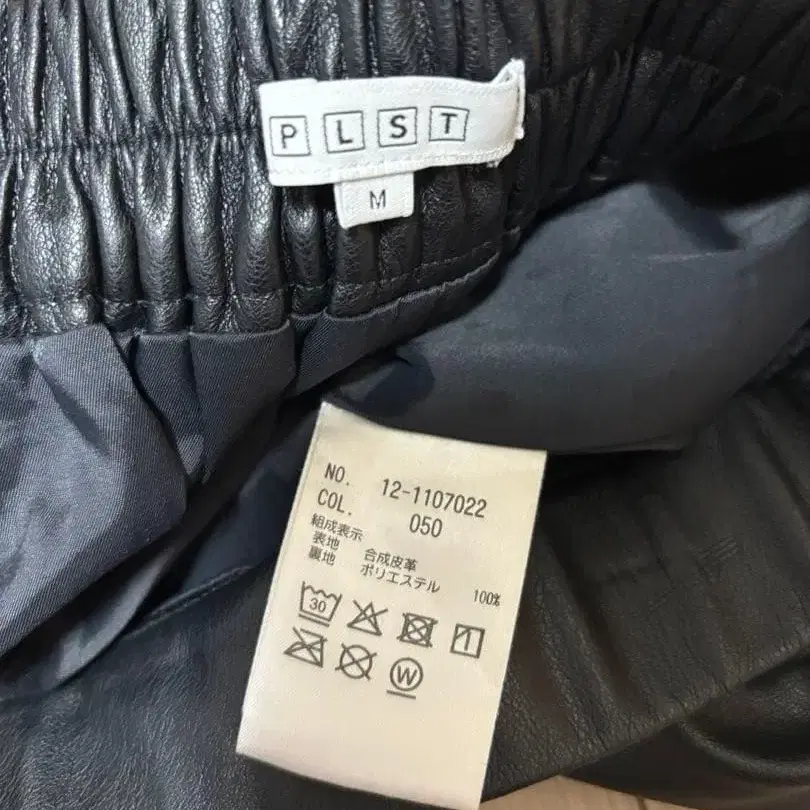 PLST
M
NO. 12-1107022
COL. 050
組成表示
表地 合成皮革
裏地 ポリエステル 100%
30
W